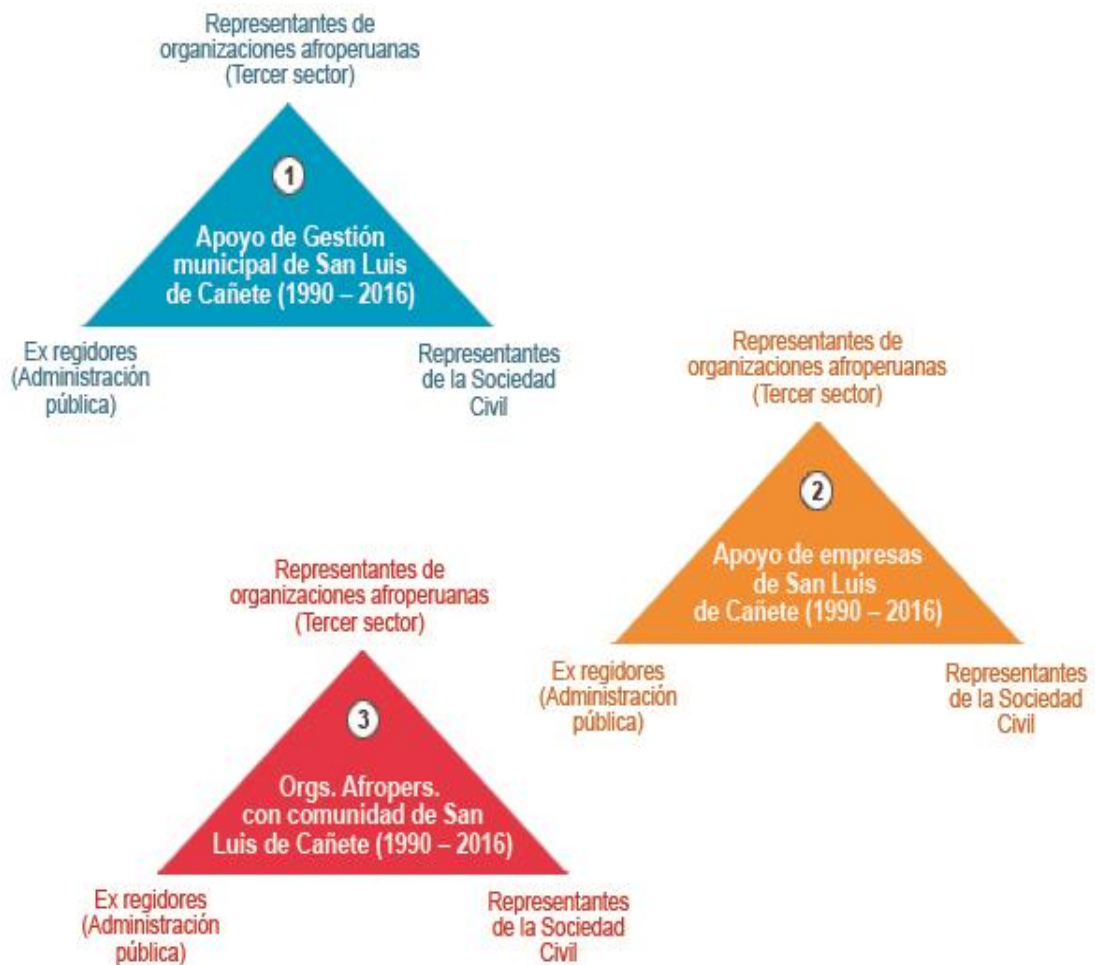 Representantes de
organizaciones afroperuanas
(Tercer sector)
1
Apoyo de Gestión
municipal de San Luis
de Cañete (1990 – 2016)
Ex regidores
(Administración
pública)
Representantes
de la Sociedad
Civil
Representantes de
organizaciones afroperuanas
(Tercer sector)
2
Apoyo de empresas
de San Luis
de Cañete (1990 – 2016)
Ex regidores
(Administración
pública)
Representantes
de la Sociedad
Civil
Representantes de
organizaciones afroperuanas
(Tercer sector)
3
Orgs. Afropers.
con comunidad de San
Luis de Cañete (1990 – 2016)
Ex regidores
(Administración
pública)
Representantes
de la Sociedad
Civil